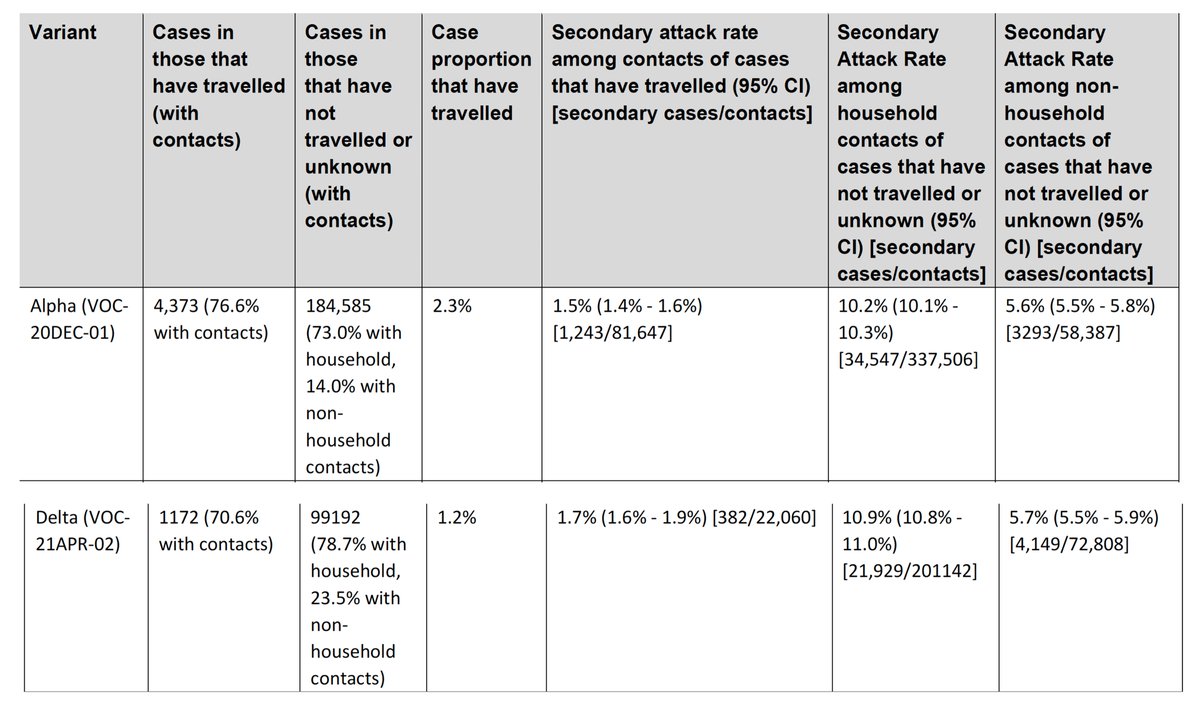 Variant
Cases in
those that
have travelled
(with
contacts)
Cases in
those
that have
not
travelled or
unknown
(with
contacts)
Case
proportion
that have
travelled
Secondary attack rate
among contacts of cases
that have travelled (95% CI)
[secondary cases/contacts]
Secondary
Attack Rate
among
household
contacts of
cases that have
not travelled or
unknown (95%
CI) [secondary
cases/contacts]
Secondary
Attack Rate
among non-
household
contacts of
cases that have
not travelled or
unknown (95%
CI) [secondary
cases/contacts]
Alpha (VOC-
20DEC-01)
4,373 (76.6%
with contacts)
184,585
(73.0% with
household,
14.0% with
non-
household
contacts)
2.3%
1.5% (1.4% - 1.6%)
[1,243/81,647]
10.2% (10.1% -
10.3%)
[34,547/337,506]
5.6% (5.5% - 5.8%)
[3293/58,387]
Delta (VOC-
21APR-02)
1172 (70.6%
with contacts)
99192
(78.7% with
household,
23.5% with
non-
household
contacts)
1.2%
1.7% (1.6% - 1.9%) [382/22,060]
10.9% (10.8% -
11.0%)
[21,929/201142]
5.7% (5.5% - 5.9%)
[4,149/72,808]